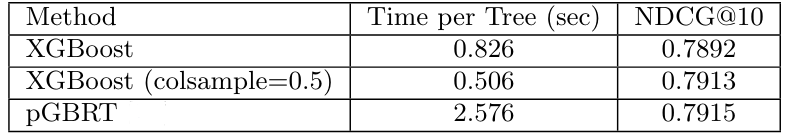 Method Time per Tree (sec) NDCG@10
XGBoost 0.826 0.7892
XGBoost (colsample=0.5) 0.506 0.7913
pGBRT 2.576 0.7915